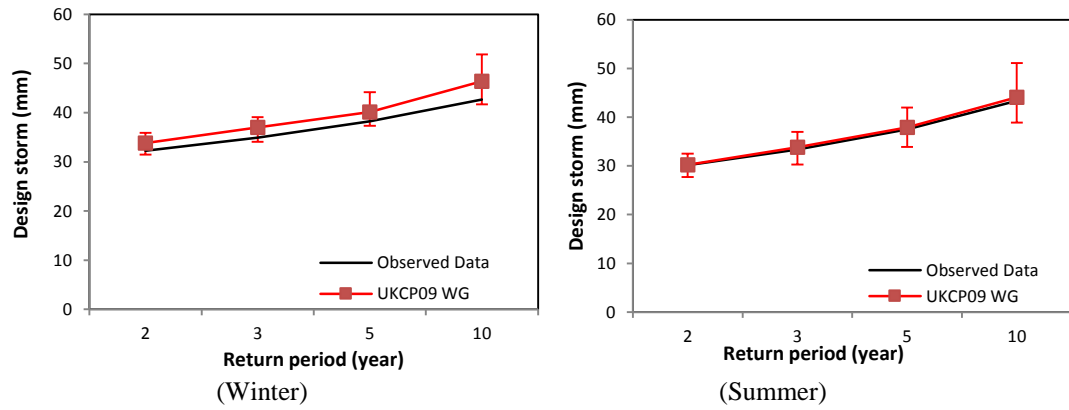 60
50
40
30
20
10
0
Design storm (mm)
Observed Data
UKCP09 WG
2 3 5 10
Return period (year)
(Winter)
60
50
40
30
20
10
0
Design storm (mm)
Observed Data
UKCP09 WG
2 3 5 10
Return period (year)
(Summer)